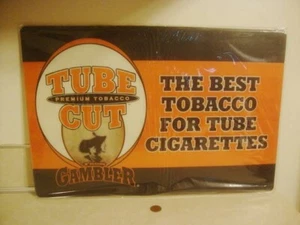 TUBE
PREMIUM TOBACCO
CUT
GAMBLER
THE BEST
TOBACCO
FOR TUBE
CIGARETTES